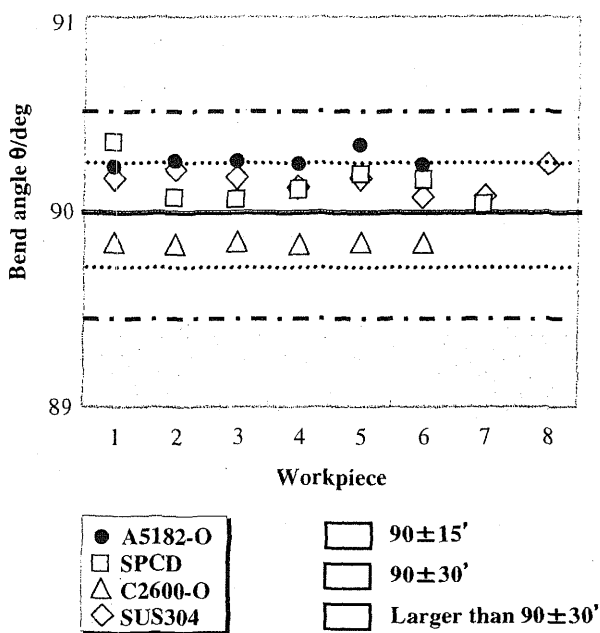 91
90
89
Bend angle θ/deg
1 2 3 4 5 6 7 8
Workpiece
A5182-O
SPCD
C2600-O
SUS304
90±15′
90±30′
Larger than 90±30′